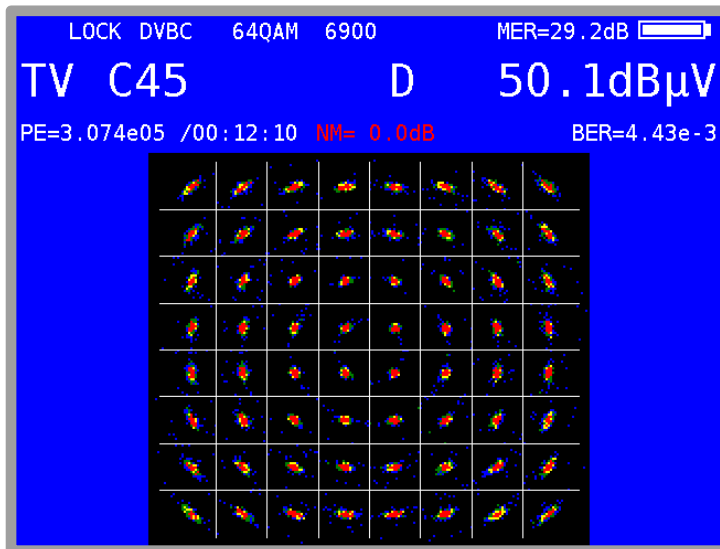 LOCK DVBC 64QAM 6900 MER=29.2dB
TV C45 D 50.1dBµV
PE=3.074e05 /00:12:10 NM= 0.0dB BER=4.43e-3